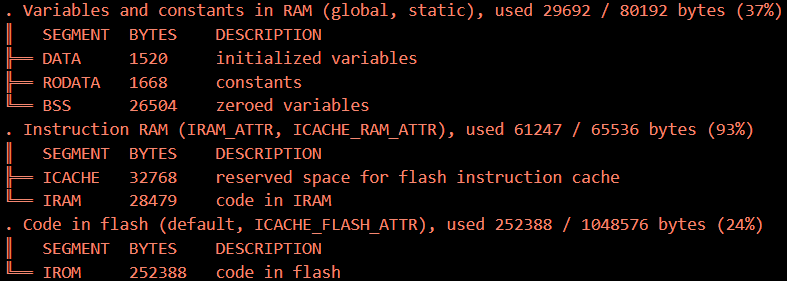 . Variables and constants in RAM (global, static), used 29692 / 80192 bytes (37%)
║   SEGMENT  BYTES    DESCRIPTION
╠══ DATA     1520     initialized variables
╠══ RODATA   1668     constants
╚══ BSS      26504    zeroed variables
. Instruction RAM (IRAM_ATTR, ICACHE_RAM_ATTR), used 61247 / 65536 bytes (93%)
║   SEGMENT  BYTES    DESCRIPTION
╠══ ICACHE   32768    reserved space for flash instruction cache
╚══ IRAM     28479    code in IRAM
. Code in flash (default, ICACHE_FLASH_ATTR), used 252388 / 1048576 bytes (24%)
║   SEGMENT  BYTES    DESCRIPTION
╚══ IROM     252388   code in flash